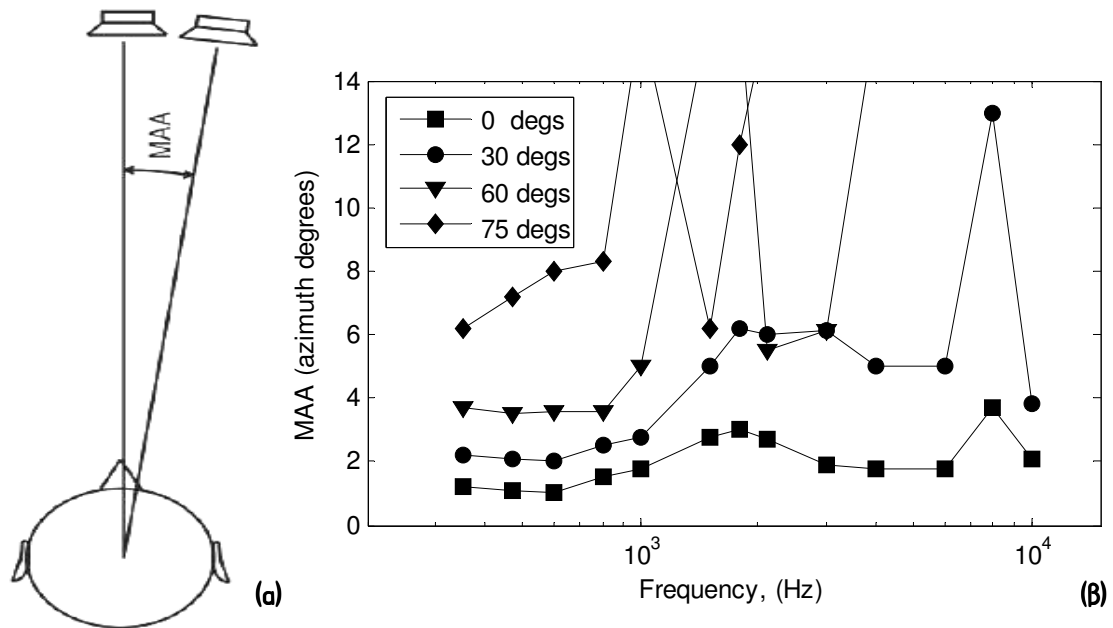 MAA
(α)
MAA (azimuth degrees)
14
12
10
8
6
4
2
0
0 degs
30 degs
60 degs
75 degs
10³
10⁴
Frequency, (Hz)
(β)